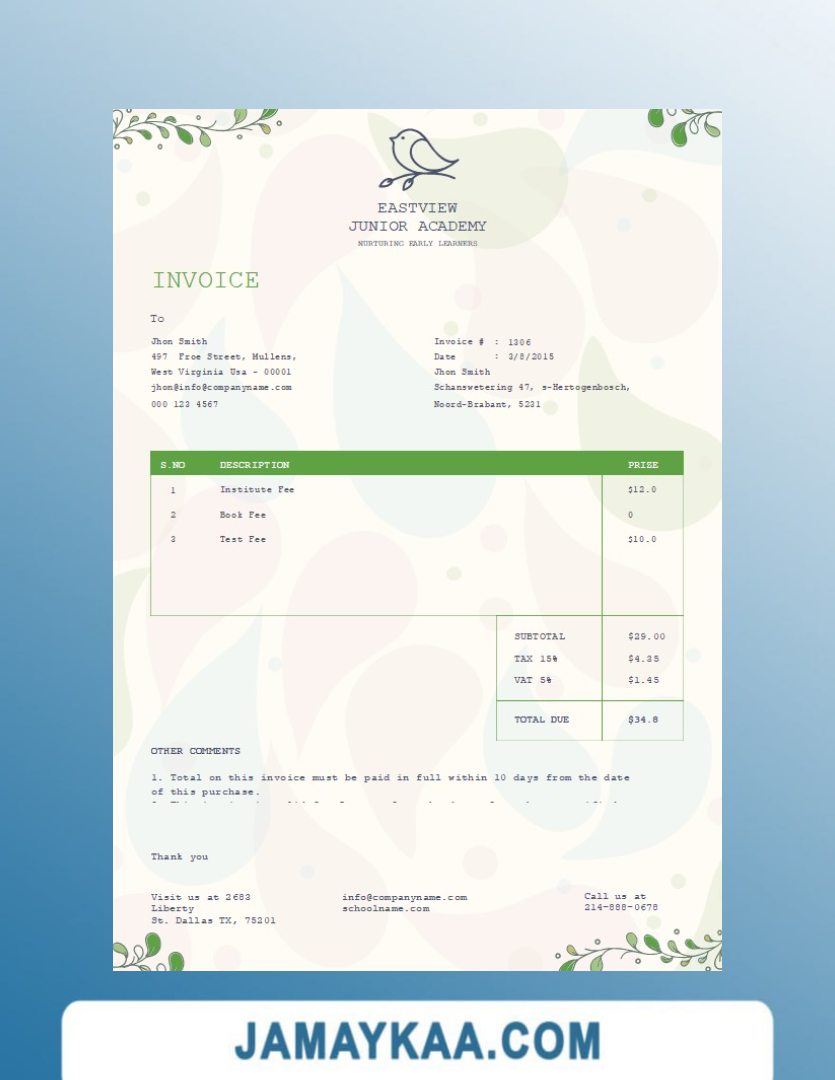 EASTVIEW
JUNIOR ACADEMY
NURTURING EARLY LEARNERS
INVOICE
To
Jhon Smith
497 Froe Street, Mullens,
West Virginia Usa - 00001
jhon@info@companyname.com
000 123 4567
Invoice # : 1306
Date : 3/8/2015
Jhon Smith
Schanswetering 47, s-Hertogenbosch,
Noord-Brabant, 5231
S.NO DESCRIPTION PRIZE
1 Institute Fee $12.0
2 Book Fee 0
3 Test Fee $10.0
SUBTOTAL $29.00
TAX 15% $4.35
VAT 5% $1.45
TOTAL DUE $34.8
OTHER COMMENTS
1. Total on this invoice must be paid in full within 10 days from the date
of this purchase.
Thank you
Visit us at 2683
Liberty
St. Dallas TX, 75201
info@companyname.com
schoolname.com
Call us at
214-888-0678
JAMAYKAA.COM